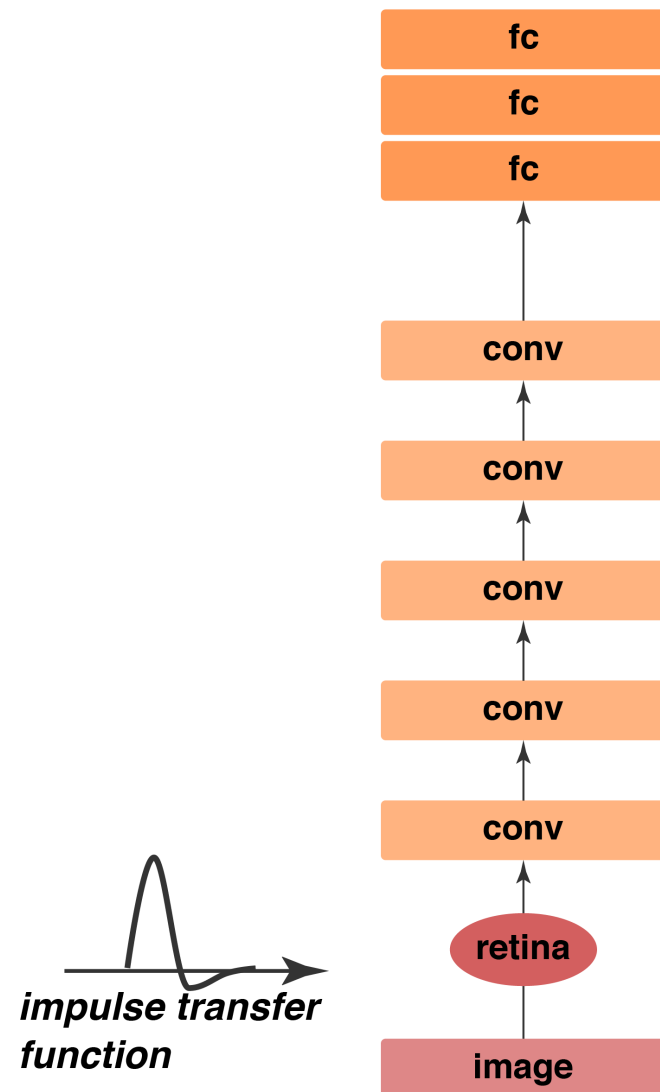 fc
fc
fc
conv
conv
conv
conv
conv
retina
impulse transfer
function
image